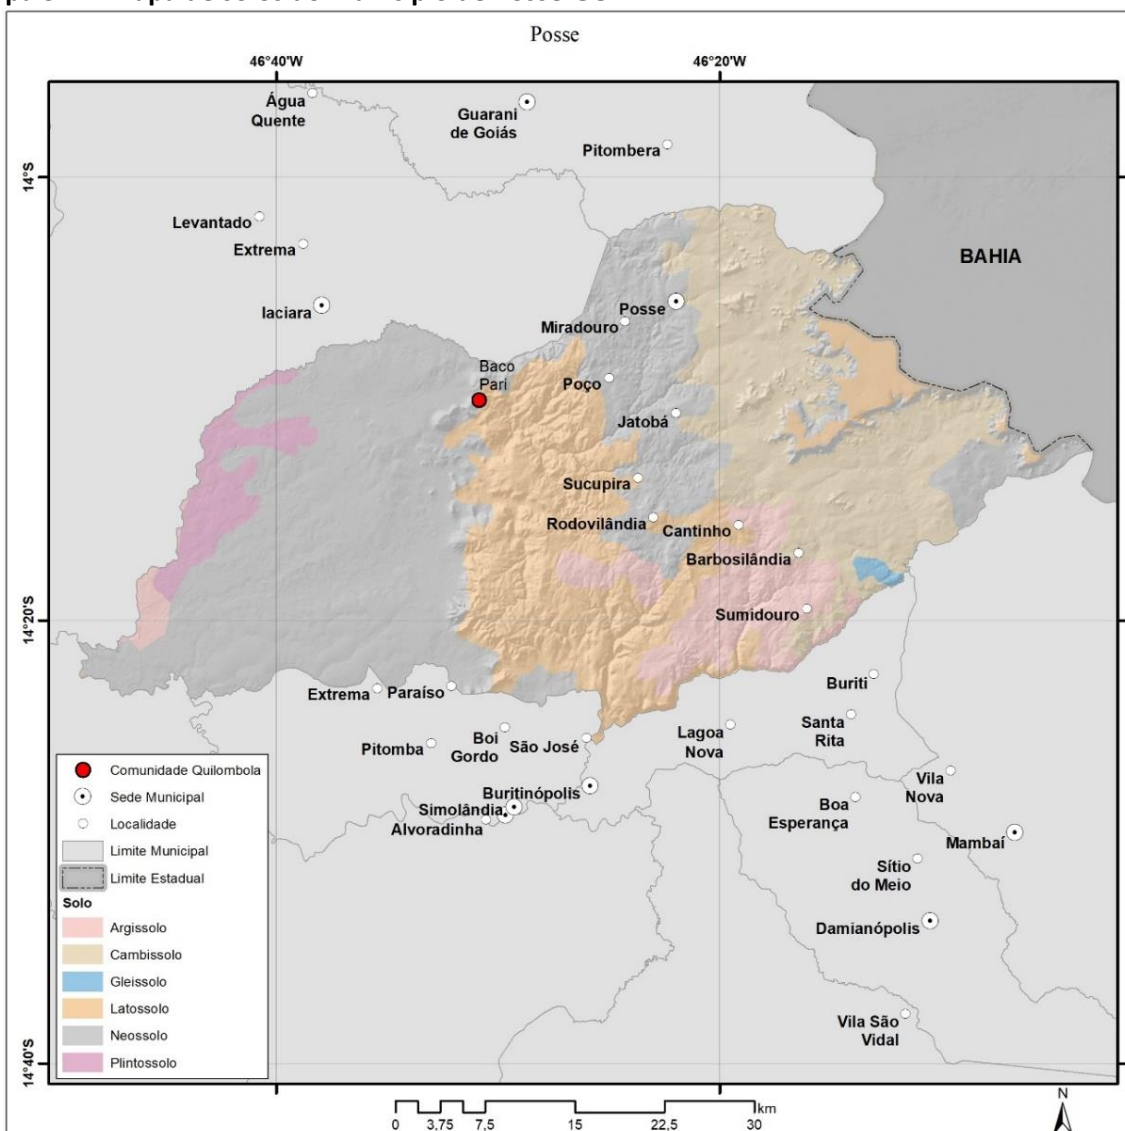 Posse
46°40'W
46°20'W
Água
Quente
Guarani
de Goiás
Pitombera
14°S
Levantado
Extrema
BAHIA
Iaciara
Posse
Miradouro
Baco
Pari
Poço
Jatobá
Sucupira
Rodovilândia
Cantinho
Barbosilândia
14°20'S
Sumidouro
Extrema
Paraíso
Buriti
Pitomba
Boi
Gordo
São José
Lagoa
Nova
Santa
Rita
Buritinópolis
Simolândia
Alvoradinha
Vila
Nova
Boa
Esperança
Mambaí
Sítio
do Meio
Damianópolis
Vila São
Vidal
14°40'S
Comunidade Quilombola
Sede Municipal
Localidade
Limite Municipal
Limite Estadual
Solo
Argissolo
Cambissolo
Gleissolo
Latossolo
Neossolo
Plintossolo
km
0 3,75 7,5 15 22,5 30
N